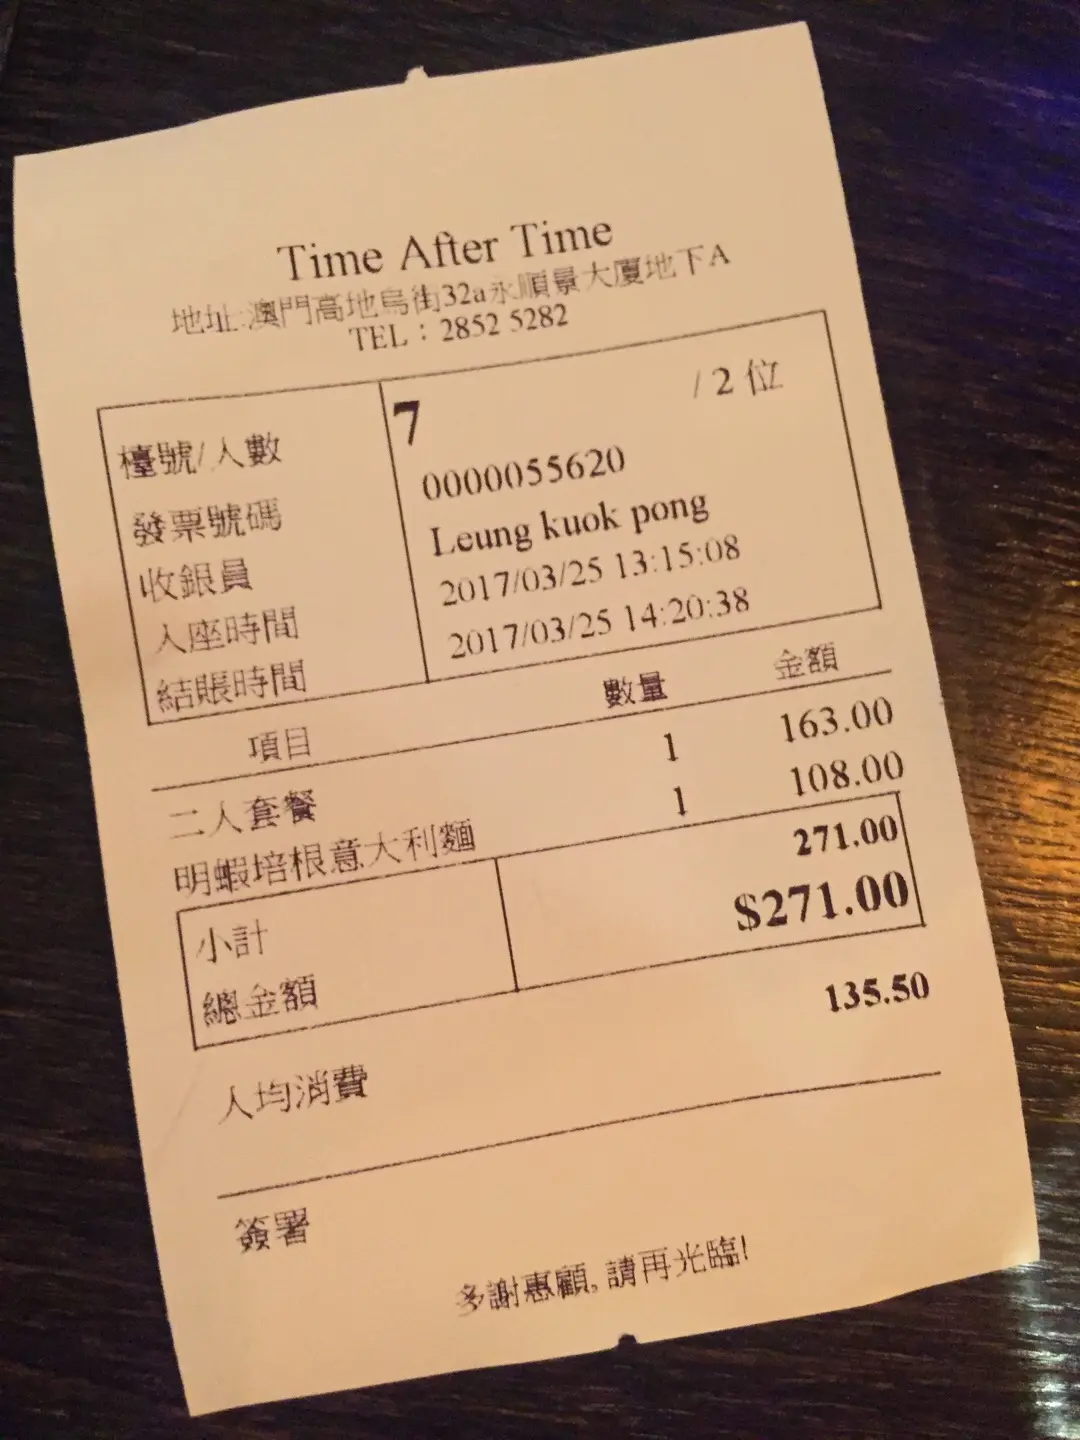 Time After Time
地址:澳門高地烏街32a永順景大廈地下A
TEL：2852 5282
檯號/人數 7 / 2 位
發票號碼 0000055620
收銀員 Leung kuok pong
入座時間 2017/03/25 13:15:08
結賬時間 2017/03/25 14:20:38
項目 數量 金額
二人套餐 1 163.00
明蝦培根意大利麵 1 108.00
小計 271.00
總金額 $271.00
人均消費 135.50
簽署
多謝惠顧, 請再光臨!